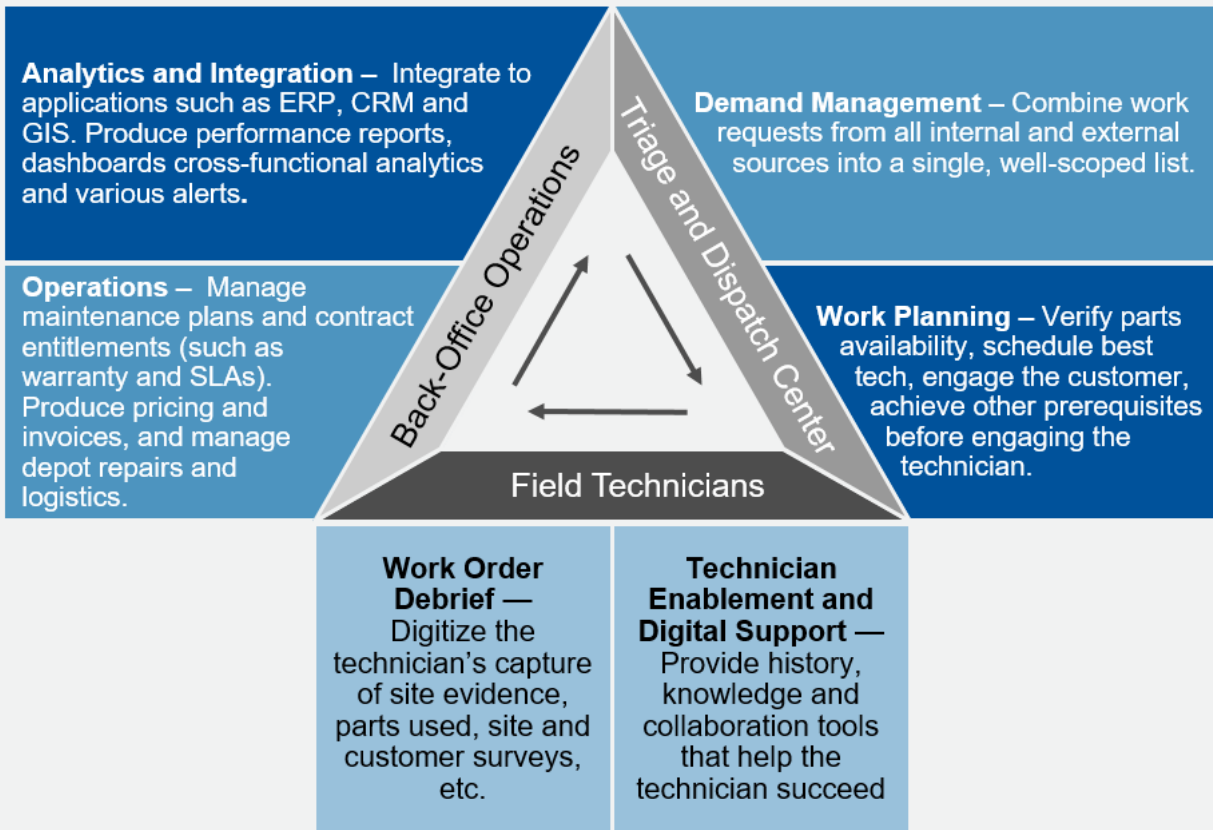 Analytics and Integration – Integrate to
applications such as ERP, CRM and
GIS. Produce performance reports,
dashboards cross-functional analytics
and various alerts.
Operations – Manage
maintenance plans and contract
entitlements (such as
warranty and SLAs).
Produce pricing and
invoices, and manage
depot repairs and
logistics.
Back-Office Operations
Triage and Dispatch Center
Demand Management – Combine work
requests from all internal and external
sources into a single, well-scoped list.
Work Planning – Verify parts
availability, schedule best
tech, engage the customer,
achieve other prerequisites
before engaging the
technician.
Field Technicians
Work Order
Debrief —
Digitize the
technician’s capture
of site evidence,
parts used, site and
customer surveys,
etc.
Technician
Enablement and
Digital Support —
Provide history,
knowledge and
collaboration tools
that help the
technician succeed